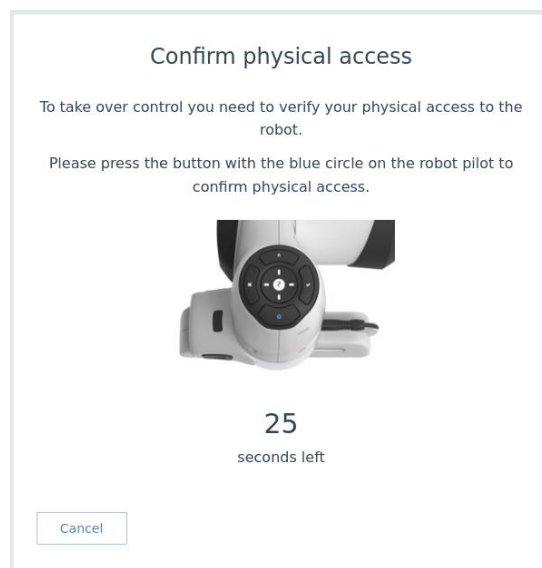 Confirm physical access
To take over control you need to verify your physical access to the
robot.
Please press the button with the blue circle on the robot pilot to
confirm physical access.
25
seconds left
Cancel